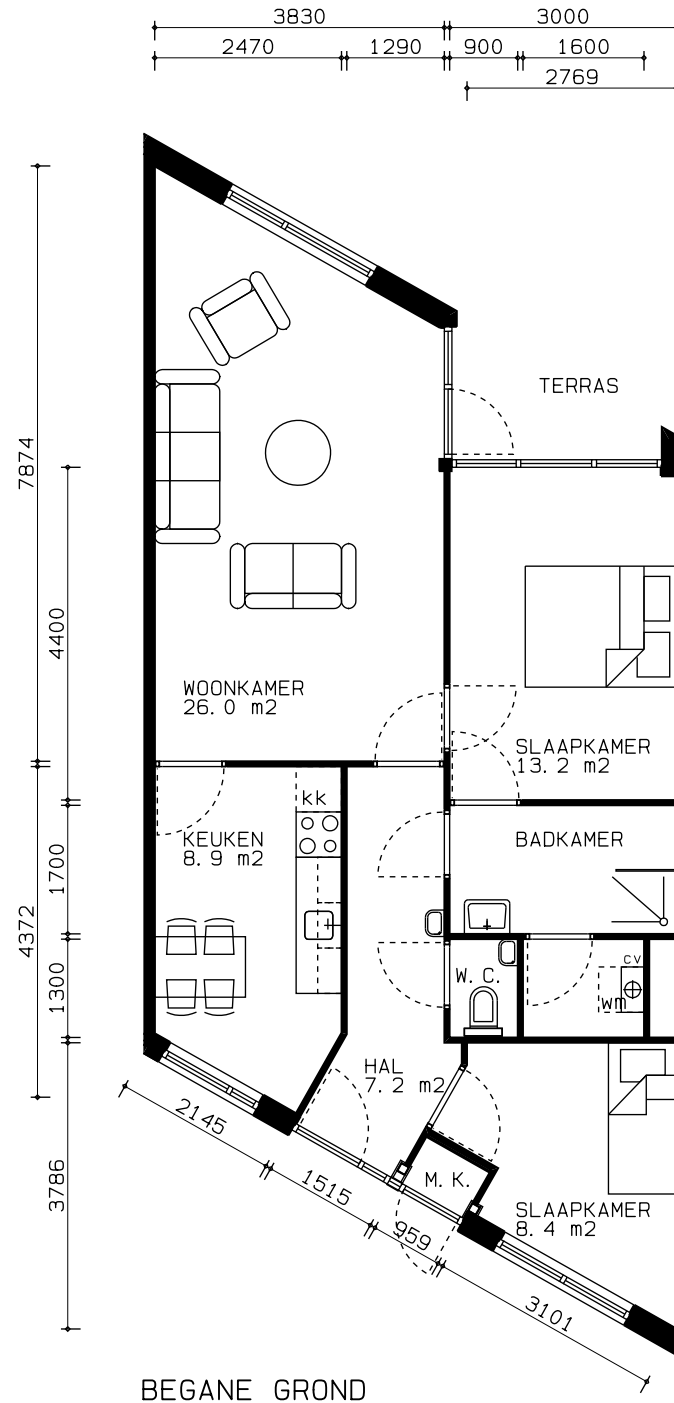 3830 3000
2470 1290 900 1600
2769
TERRAS
7874
4400
WOONKAMER
26.0 m2
SLAAPKAMER
13.2 m2
kk
KEUKEN
8.9 m2
BADKAMER
1700
4372
1300
W.C.
cv
wm
HAL
7.2 m2
2145
M.K.
3786
1515
SLAAPKAMER
8.4 m2
959
3101
BEGANE GROND